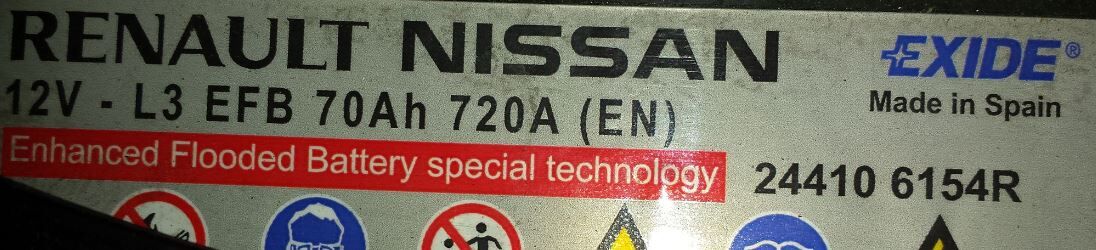 RENAULT NISSAN
EXIDE®
12V - L3 EFB 70Ah 720A (EN)
Made in Spain
Enhanced Flooded Battery special technology
24410 6154R